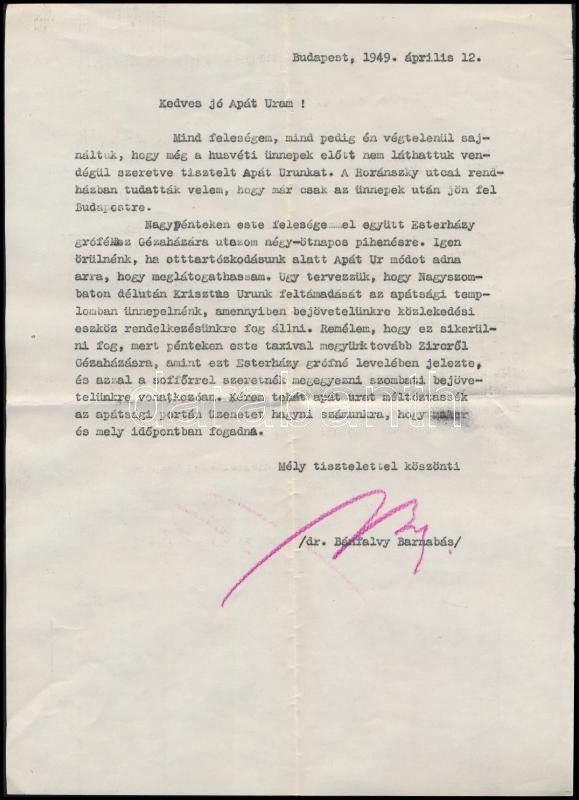 Budapest, 1949. április 12.
Kedves jó Apát Uram !
Mind feleségem, mind pedig én végtelenül saj-
náltuk, hogy még a husvéti ünnepek előtt nem láthattuk ven-
dégül szeretve tisztelt Apát Urunkat. A Horánszky utcai rend-
házban tudatták velem, hogy már csak az ünnepek után jön fel
Budapestre.
Nagypénteken este feleségemmel együtt Esterházy
grófékhoz Gézaházára utazom négy-ötnapos pihenésre. Igen
örülnénk, ha otttartózkodásunk alatt Apát Ur módot adna
arra, hogy meglátogathassam. Ugy tervezzük, hogy Nagyszom-
baton délután Krisztus Urunk feltámadását az apátsági temp-
lomban ünnepelnénk, amennyiben bejövetelünkre közlekedési
eszköz rendelkezésünkre fog állni. Remélem, hogy ez sikerül-
ni fog, mert pénteken este taxival megyünk tovább Zircről
Gézaházásra, amint ezt Esterházy grófné levelében jelezte,
és azzal a soffőrrel szeretnék megegyezni szombati bejöve-
telünkre vonatkozóan. Kérem tehát apát urat méltóztassék
az apátsági portán üzenetet hagyni számunkra, hogy
és mely időpontban fogadna.
Mély tisztelettel köszönti
/dr. Bánfalvy Barnabás/
darabanth